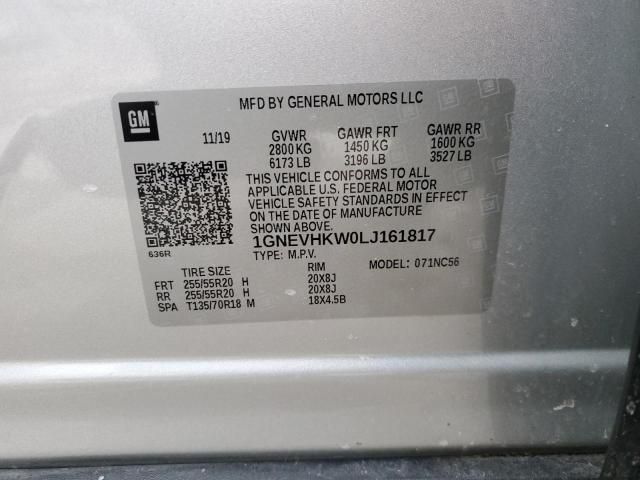 MFD BY GENERAL MOTORS LLC
GM
11/19 GVWR GAWR FRT GAWR RR
2800 KG 1450 KG 1600 KG
6173 LB 3196 LB 3527 LB
THIS VEHICLE CONFORMS TO ALL
APPLICABLE U.S. FEDERAL MOTOR
VEHICLE SAFETY STANDARDS IN EFFECT
ON THE DATE OF MANUFACTURE
SHOWN ABOVE.
1GNEVHKW0LJ161817
636R
TYPE: M.P.V. MODEL: 071NC56
TIRE SIZE RIM
FRT 255/55R20 H 20X8J
RR 255/55R20 H 20X8J
SPA T135/70R18 M 18X4.5B